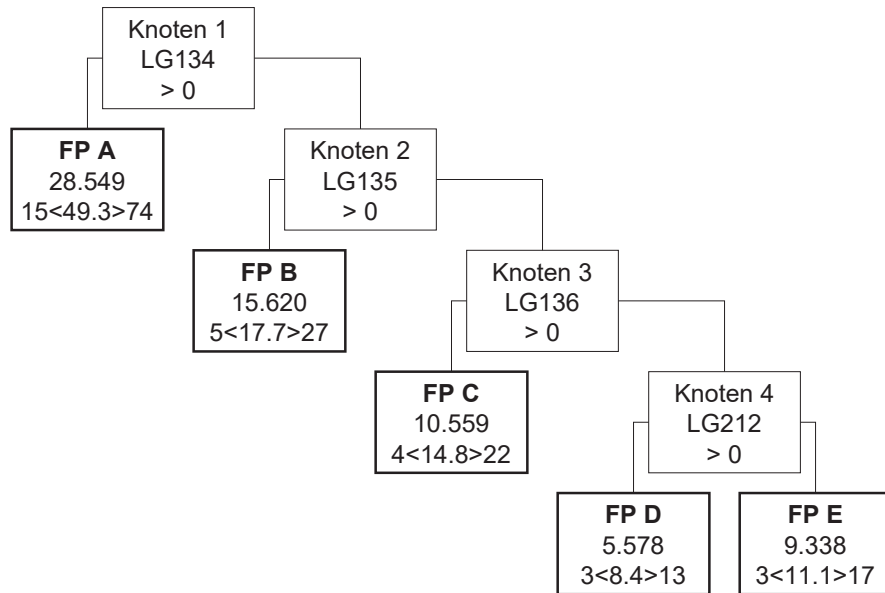 Knoten 1
LG134
> 0
FP A
28.549
15<49.3>74
Knoten 2
LG135
> 0
FP B
15.620
5<17.7>27
Knoten 3
LG136
> 0
FP C
10.559
4<14.8>22
Knoten 4
LG212
> 0
FP D
5.578
3<8.4>13
FP E
9.338
3<11.1>17